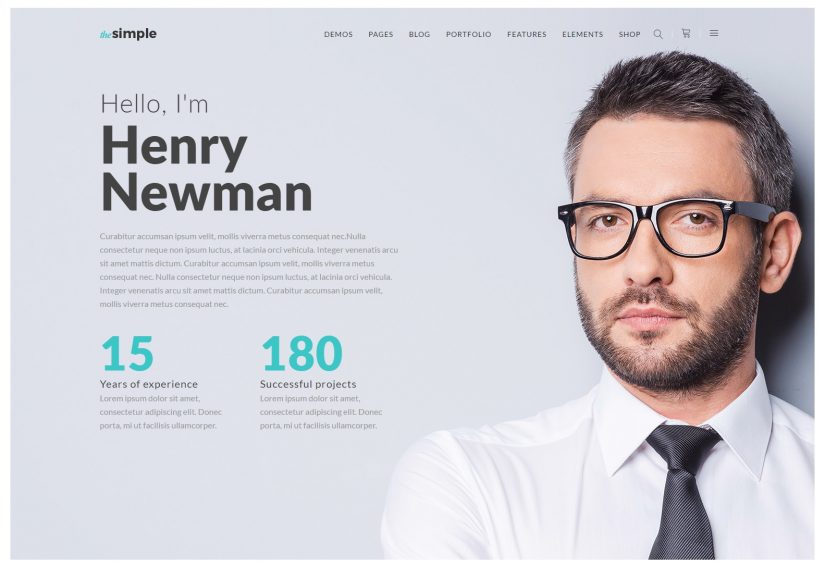 the simple
DEMOS PAGES BLOG PORTFOLIO FEATURES ELEMENTS SHOP
Hello, I'm
Henry
Newman
Curabitur accumsan ipsum velit, mollis viverra metus consequat nec.Nulla
consectetur neque non ipsum luctus, at lacinia orci vehicula. Integer venenatis arcu
sit amet mattis dictum. Curabitur accumsan ipsum velit, mollis viverra metus
consequat nec. Nulla consectetur neque non ipsum luctus, at lacinia orci vehicula.
Integer venenatis arcu sit amet mattis dictum. Curabitur accumsan ipsum velit,
mollis viverra metus consequat nec.
15
Years of experience
Lorem ipsum dolor sit amet,
consectetur adipiscing elit. Donec
porta, mi ut facilisis ullamcorper.
180
Successful projects
Lorem ipsum dolor sit amet,
consectetur adipiscing elit. Donec
porta, mi ut facilisis ullamcorper.